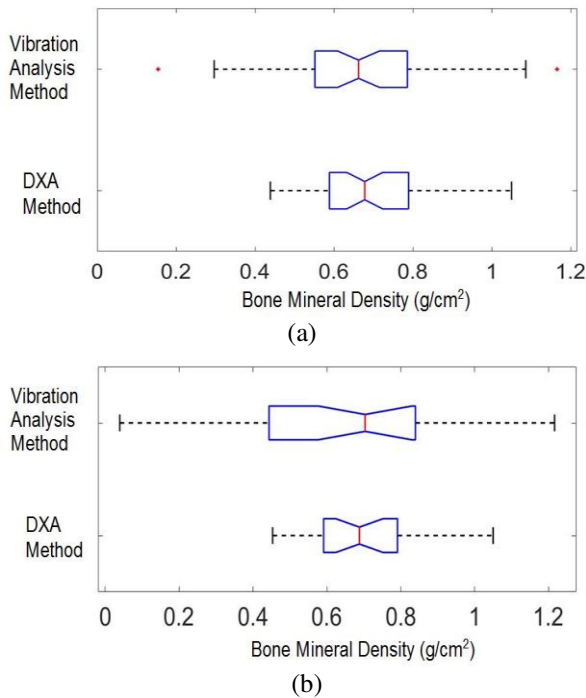 Vibration
Analysis
Method
DXA
Method
0 0.2 0.4 0.6 0.8 1 1.2
Bone Mineral Density (g/cm²)
(a)
Vibration
Analysis
Method
DXA
Method
0 0.2 0.4 0.6 0.8 1 1.2
Bone Mineral Density (g/cm²)
(b)